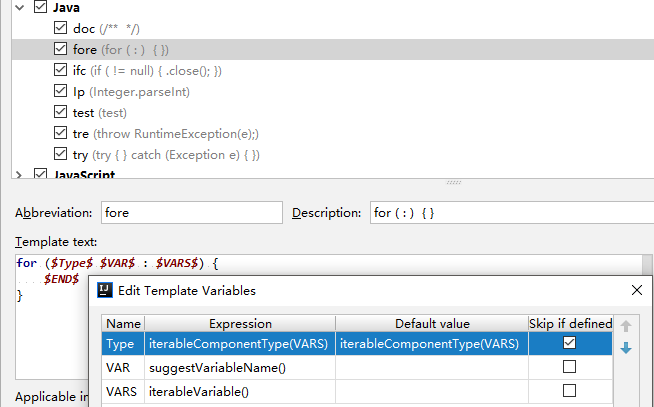 Java
doc (/** */)
fore (for ( : ) { })
ifc (if ( != null) { .close(); })
Ip (Integer.parseInt)
test (test)
tre (throw RuntimeException(e);)
try (try { } catch (Exception e) { })
JavaScript
Abbreviation: fore Description: for ( : ) { }
Template text:
for ($Type$ $VAR$ : $VARS$) {
$END$
}
Edit Template Variables
Name Expression Default value Skip if defined
Type iterableComponentType(VARS) iterableComponentType(VARS)
VAR suggestVariableName()
VARS iterableVariable()
Applicable in